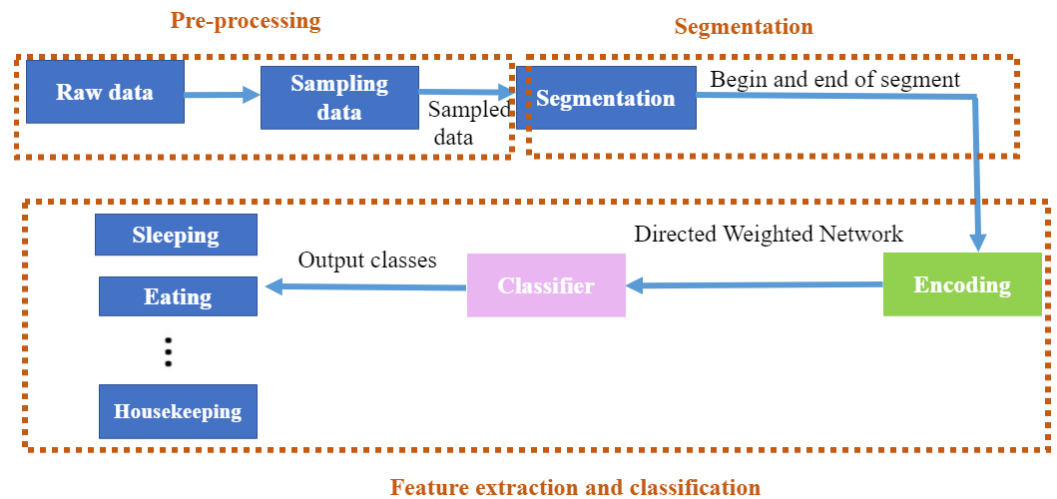 Pre-processing
Segmentation
Raw data
Sampling
data
Sampled
data
Segmentation
Begin and end of segment
Sleeping
Eating
Housekeeping
Output classes
Classifier
Directed Weighted Network
Encoding
Feature extraction and classification